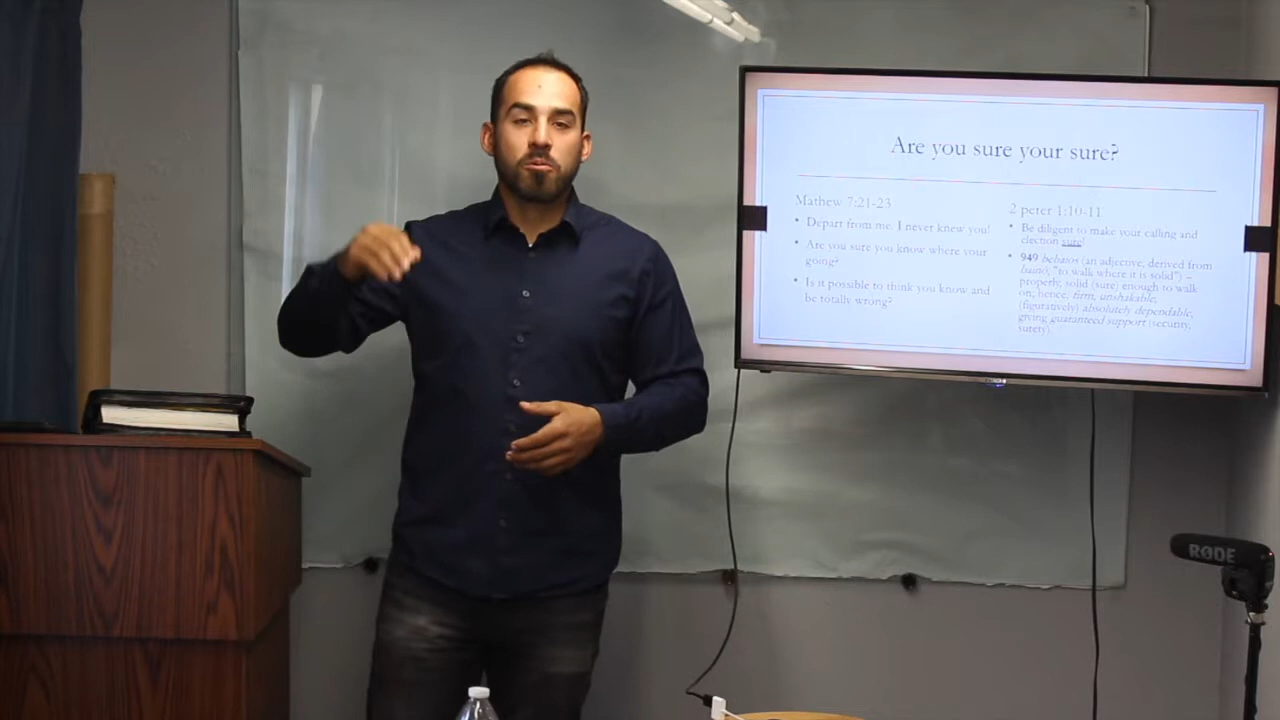 Are you sure your sure?
Mathew 7:21-23
• Depart from me. I never knew you!
• Are you sure you know where your
going?
• Is it possible to think you know and
be totally wrong?
2 peter 1:10-11
• Be diligent to make your calling and
election sure!
• 949 bebaios (an adjective, derived from
bainō, "to walk where it is solid") –
properly, solid (sure) enough to walk
on; hence, firm, unshakable;
(figuratively) absolutely dependable,
giving guaranteed support (security,
surety).
RØDE